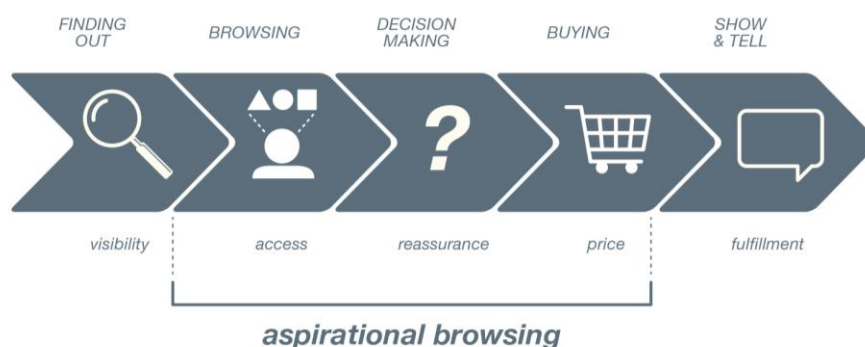 FINDING
OUT
BROWSING
DECISION
MAKING
BUYING
SHOW
& TELL
?
visibility
access
reassurance
price
fulfillment
aspirational browsing